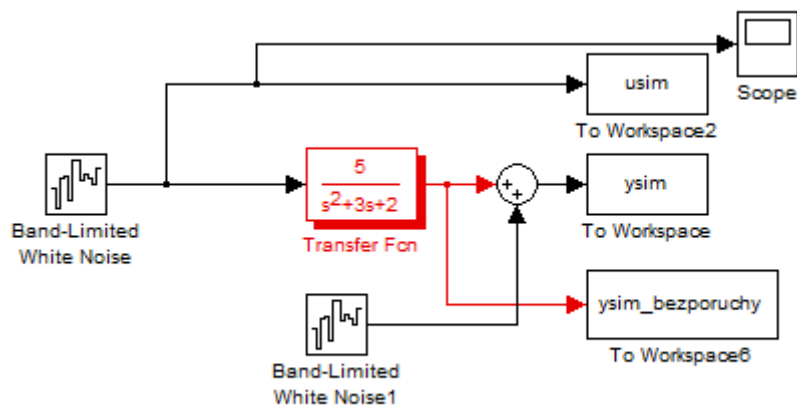 Scope
usim
To Workspace2
Band-Limited
White Noise
5
s²+3s+2
Transfer Fcn
+
+
ysim
To Workspace
ysim_bezporuchy
To Workspace6
Band-Limited
White Noise1